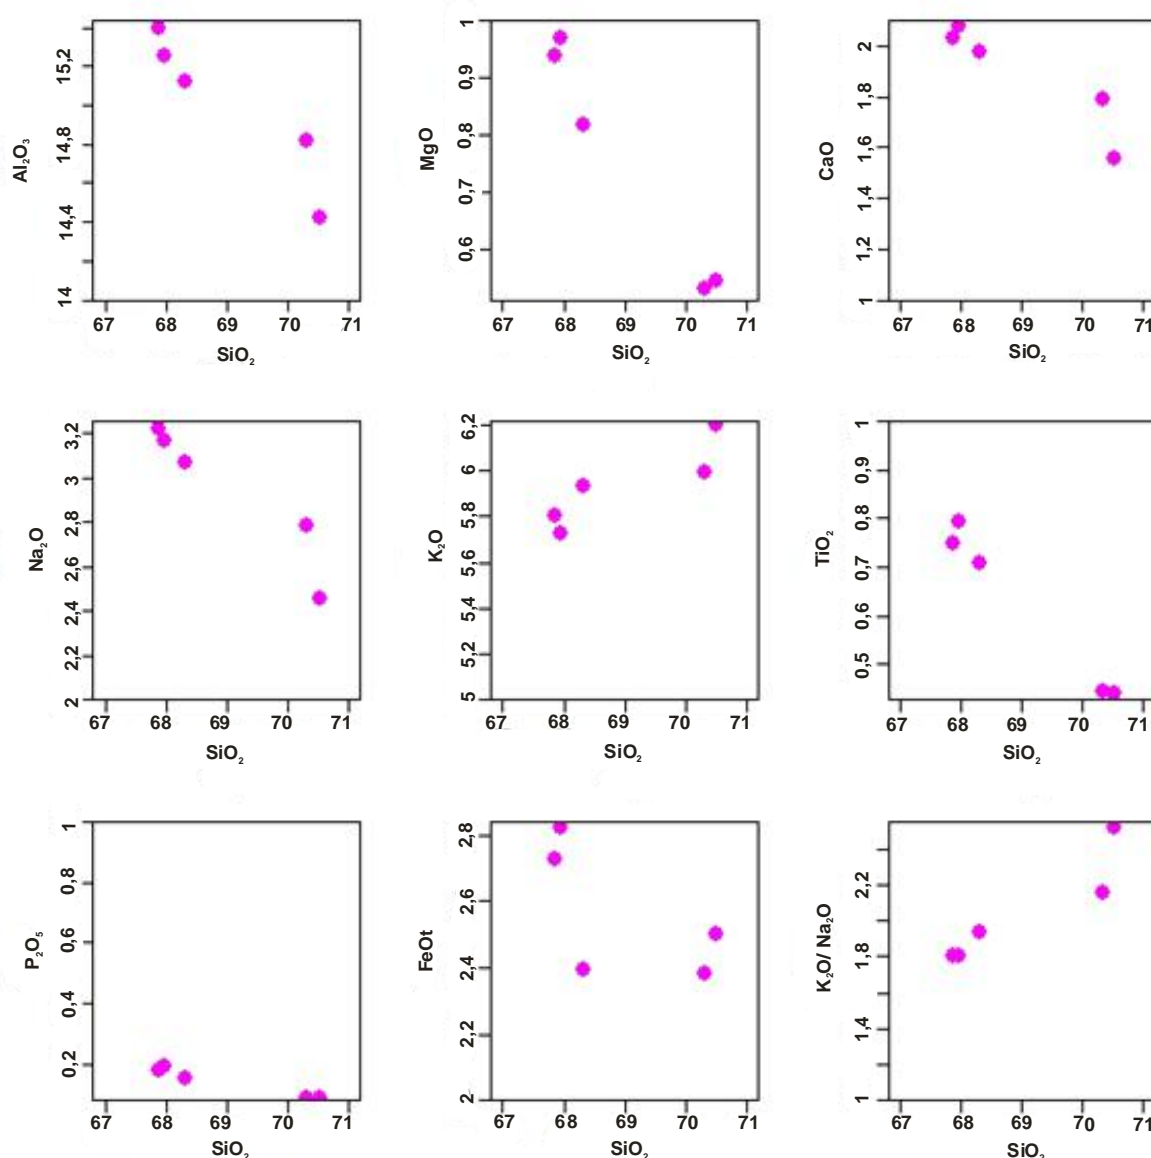 Al₂O₃
15,2
14,8
14,4
14
67 68 69 70 71
SiO₂
MgO
1
0,9
0,8
0,7
0,6
67 68 69 70 71
SiO₂
CaO
2
1,8
1,6
1,4
1,2
1
67 68 69 70 71
SiO₂
Na₂O
3,2
3
2,8
2,6
2,4
2,2
2
67 68 69 70 71
SiO₂
K₂O
6,2
6
5,8
5,6
5,4
5,2
5
67 68 69 70 71
SiO₂
TiO₂
1
0,9
0,8
0,7
0,6
0,5
67 68 69 70 71
SiO₂
P₂O₅
1
0,8
0,6
0,4
0,2
67 68 69 70 71
SiO₂
FeOt
2,8
2,6
2,4
2,2
2
67 68 69 70 71
SiO₂
K₂O/ Na₂O
2,2
1,8
1,4
1
67 68 69 70 71
SiO₂